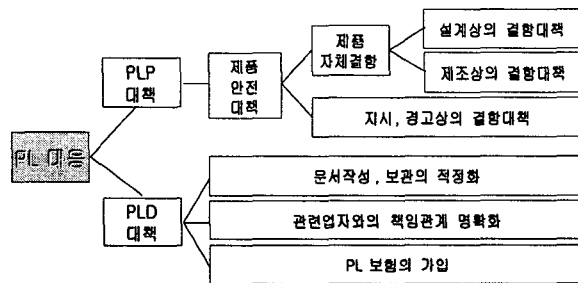 PL 대응
PLP
대책
제품
안전
대책
제품
자체결함
설계상의 결함대책
제조상의 결함대책
지시, 경고상의 결함대책
PLD
대책
문서작성, 보관의 적정화
관련업자와의 책임관계 명확화
PL 보험의 가입